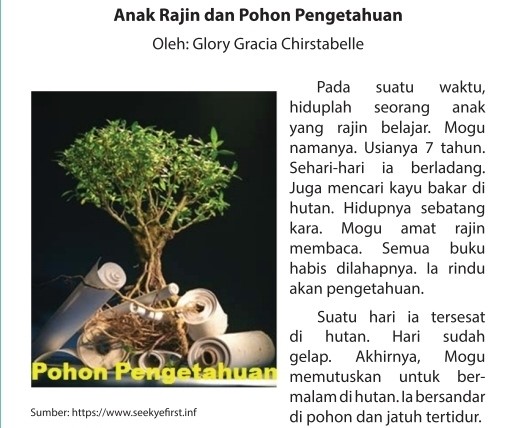 Anak Rajin dan Pohon Pengetahuan
Oleh: Glory Gracia Chirstabelle
Pada suatu waktu,
hiduplah seorang anak
yang rajin belajar. Mogu
namanya. Usianya 7 tahun.
Sehari-hari ia berladang.
Juga mencari kayu bakar di
hutan. Hidupnya sebatang
kara. Mogu amat rajin
membaca. Semua buku
habis dilahapnya. Ia rindu
akan pengetahuan.
Suatu hari ia tersesat
di hutan. Hari sudah
gelap. Akhirnya, Mogu
memutuskan untuk ber-
malam di hutan. Ia bersandar
di pohon dan jatuh tertidur.
Pohon Pengetahuan
Sumber: https://www.seekyefirst.inf